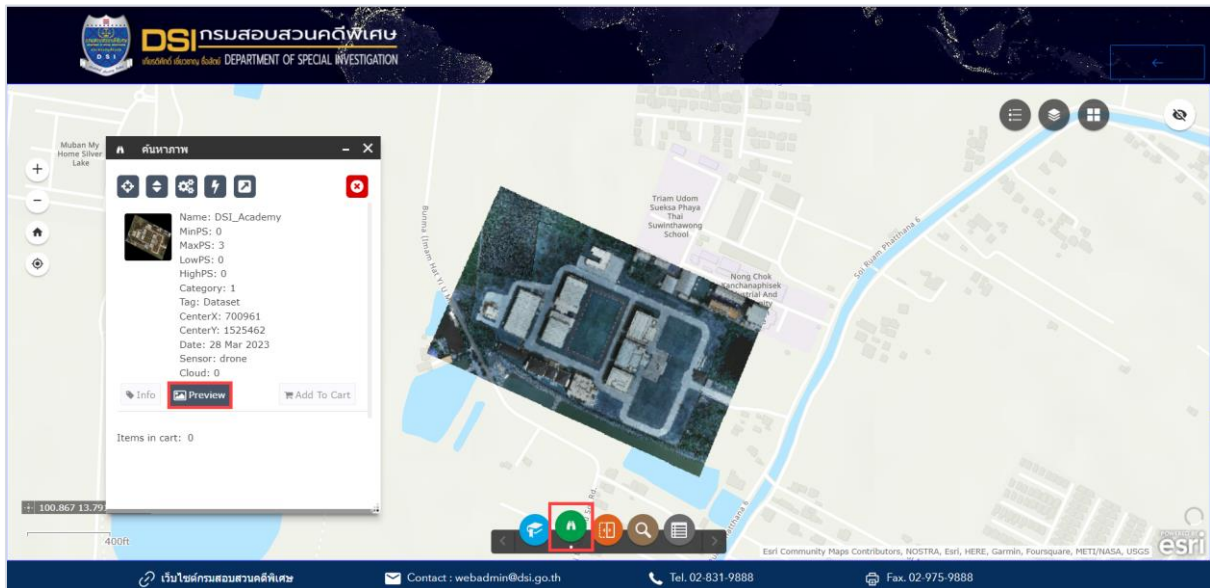 DSI กรมสอบสวนคดีพิเศษ
DEPARTMENT OF SPECIAL INVESTIGATION
DSI
←
Muban My
Home Silver
Lake
ค้นหาภาพ
Name: DSI_Academy
MinPS: 0
MaxPS: 3
LowPS: 0
HighPS: 0
Category: 1
Tag: Dataset
CenterX: 700961
CenterY: 1525462
Date: 28 Mar 2023
Sensor: drone
Cloud: 0
Info
Preview
Add To Cart
Items in cart: 0
Triam Udom
Sueksa Phaya
Thai
Suwinthawong
School
Nong Chok
Kanchanaphisek
Industrial And
Soi Ruam Phatthana 6
100.867 13.79
400ft
Esri Community Maps Contributors, NOSTRA, Esri, HERE, Garmin, Foursquare, METI/NASA, USGS
POWERED BY
esri
เว็บไซต์กรมสอบสวนคดีพิเศษ
Contact : webadmin@dsi.go.th
Tel. 02-831-9888
Fax. 02-975-9888